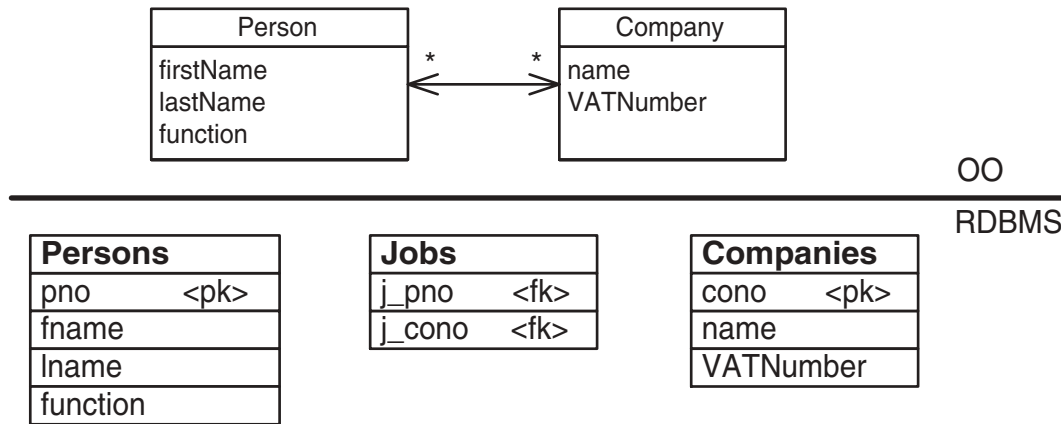 Person
firstName
lastName
function
* *
Company
name
VATNumber
OO
RDBMS
Persons
pno <pk>
fname
lname
function
Jobs
j_pno <fk>
j_cono <fk>
Companies
cono <pk>
name
VATNumber